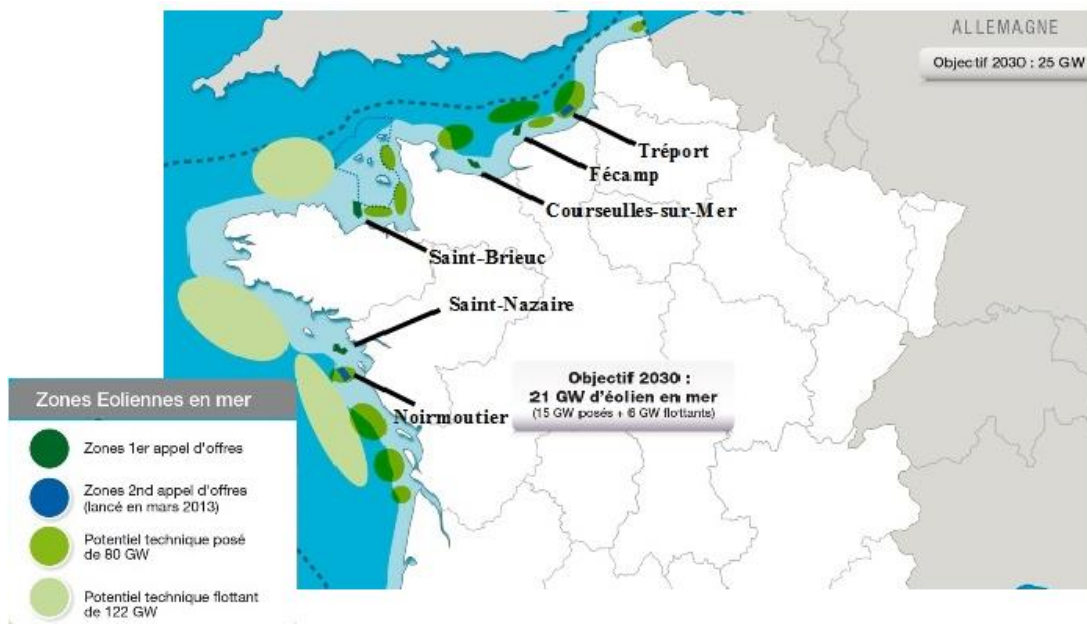 ALLEMAGNE
Objectif 2030 : 25 GW
Tréport
Fécamp
Courseulles-sur-Mer
Saint-Brieuc
Saint-Nazaire
Objectif 2030 :
21 GW d'éolien en mer
(15 GW posés + 6 GW flottants)
Noirmoutier
Zones Eoliennes en mer
Zones 1er appel d'offres
Zones 2nd appel d'offres
(lancé en mars 2013)
Potentiel technique posé
de 80 GW
Potentiel technique flottant
de 122 GW